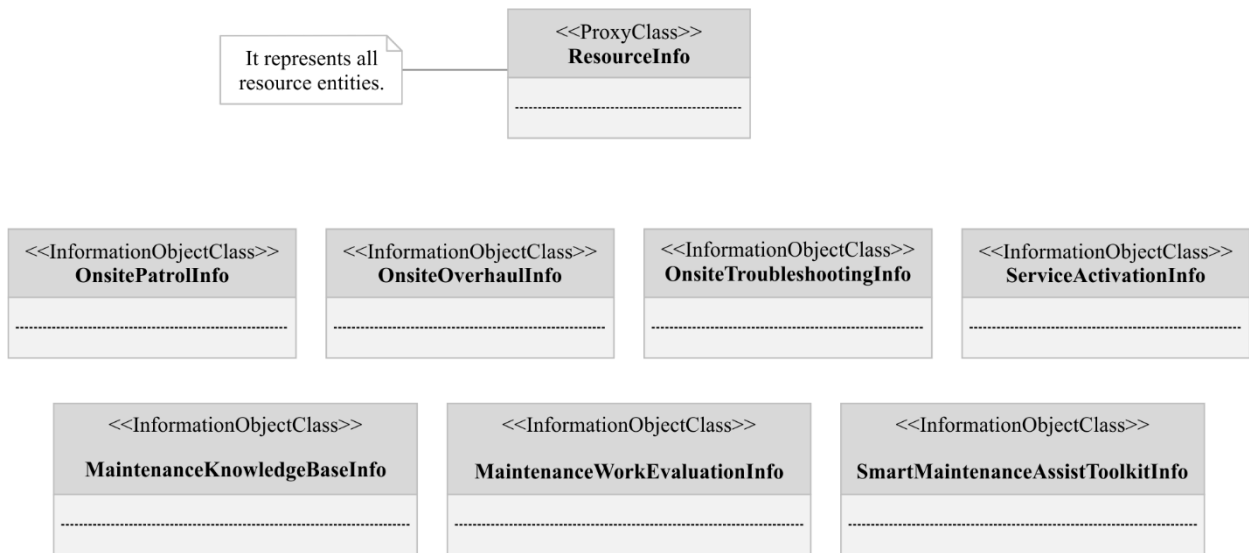 <<ProxyClass>>
ResourceInfo
It represents all
resource entities.
<<InformationObjectClass>>
OnsitePatrolInfo
<<InformationObjectClass>>
OnsiteOverhaulInfo
<<InformationObjectClass>>
OnsiteTroubleshootingInfo
<<InformationObjectClass>>
ServiceActivationInfo
<<InformationObjectClass>>
MaintenanceKnowledgeBaseInfo
<<InformationObjectClass>>
MaintenanceWorkEvaluationInfo
<<InformationObjectClass>>
SmartMaintenanceAssistToolkitInfo